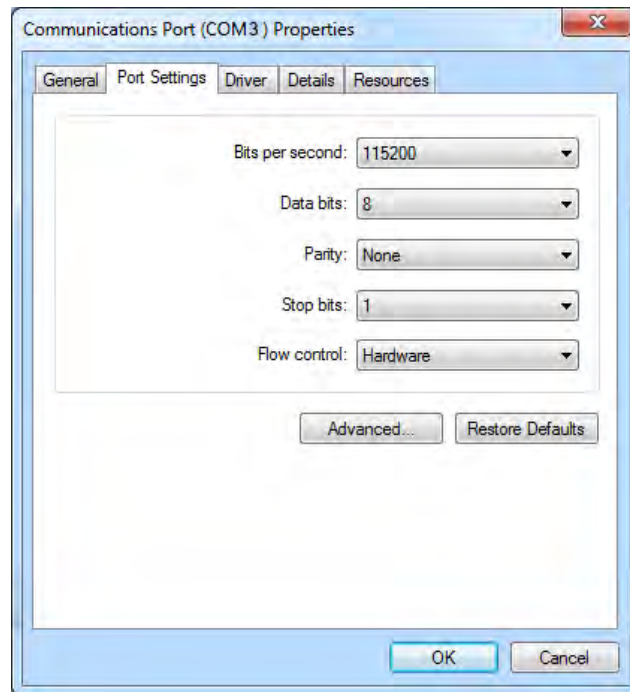 Communications Port (COM3 ) Properties
General Port Settings Driver Details Resources
Bits per second: 115200
Data bits: 8
Parity: None
Stop bits: 1
Flow control: Hardware
Advanced... Restore Defaults
OK Cancel